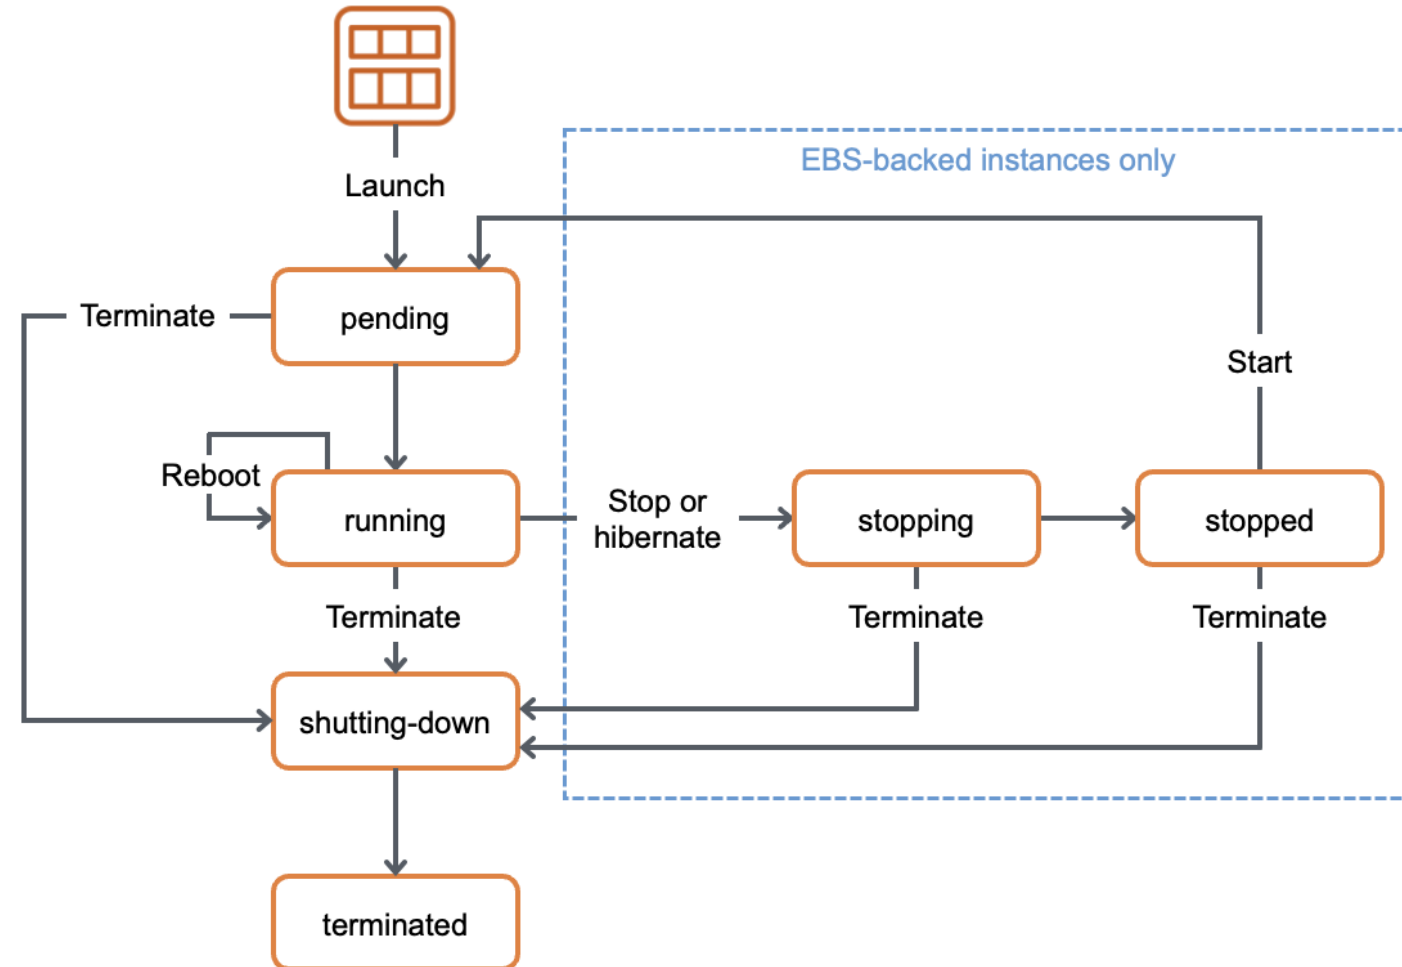 EBS-backed instances only
Launch
Terminate
pending
Start
Reboot
running
Stop or
hibernate
stopping
stopped
Terminate
Terminate
Terminate
shutting-down
terminated